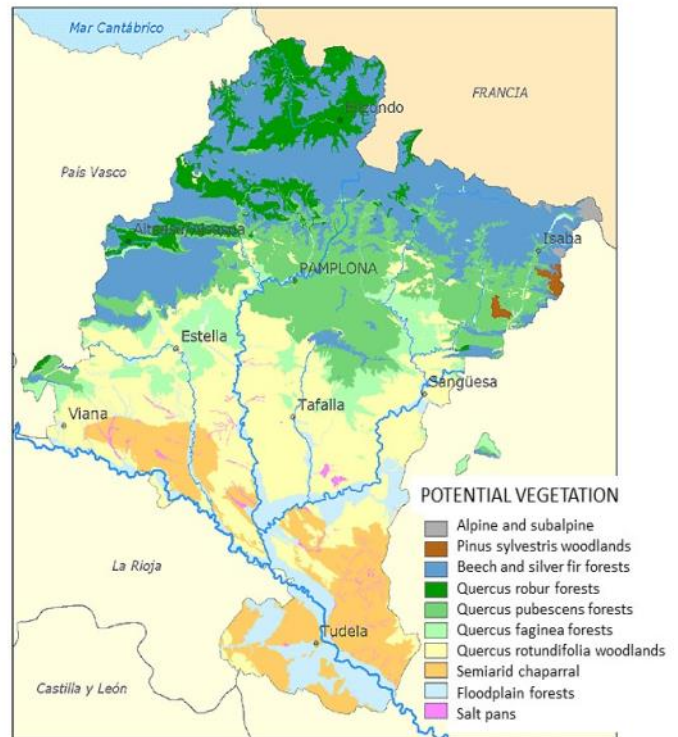 Mar Cantábrico
FRANCIA
País Vasco
Isaba
PAMPLONA
Estella
Sangüesa
Viana
Tafalla
La Rioja
Tudela
Castilla y León
POTENTIAL VEGETATION
Alpine and subalpine
Pinus sylvestris woodlands
Beech and silver fir forests
Quercus robur forests
Quercus pubescens forests
Quercus faginea forests
Quercus rotundifolia woodlands
Semiarid chaparral
Floodplain forests
Salt pans